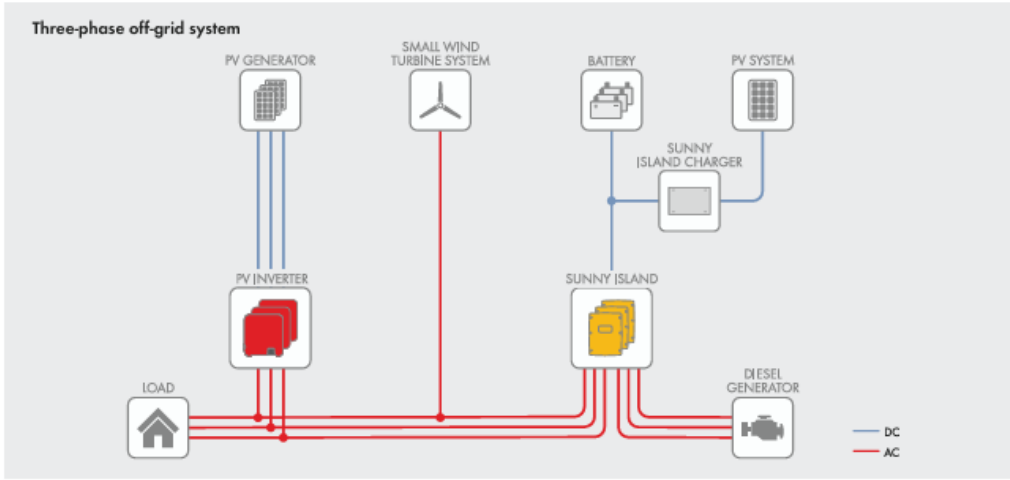 Three-phase off-grid system
PV GENERATOR
SMALL WIND
TURBINE SYSTEM
BATTERY
PV SYSTEM
SUNNY
ISLAND CHARGER
PV INVERTER
SUNNY ISLAND
LOAD
DIESEL
GENERATOR
DC
AC